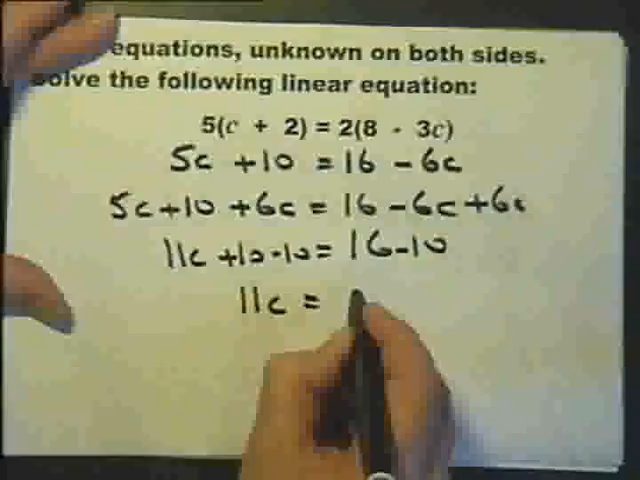 equations, unknown on both sides.
Solve the following linear equation:
5(c + 2) = 2(8 - 3c)
5c + 10 = 16 - 6c
5c + 10 + 6c = 16 - 6c + 6c
11c + 10 - 10 = 16 - 10
11c =